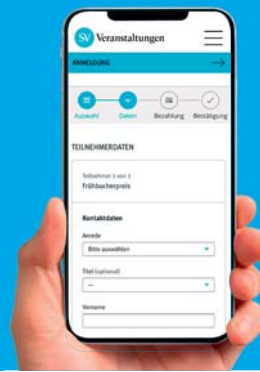 SV Veranstaltungen
ANMELDUNG
Auswahl Daten Bezahlung Bestätigung
TEILNEHMERDATEN
Teilnehmer 1 von 1
Frühbucherpreis
Kontaktdaten
Anrede
Bitte auswählen
Titel (optional)
--
Vorname